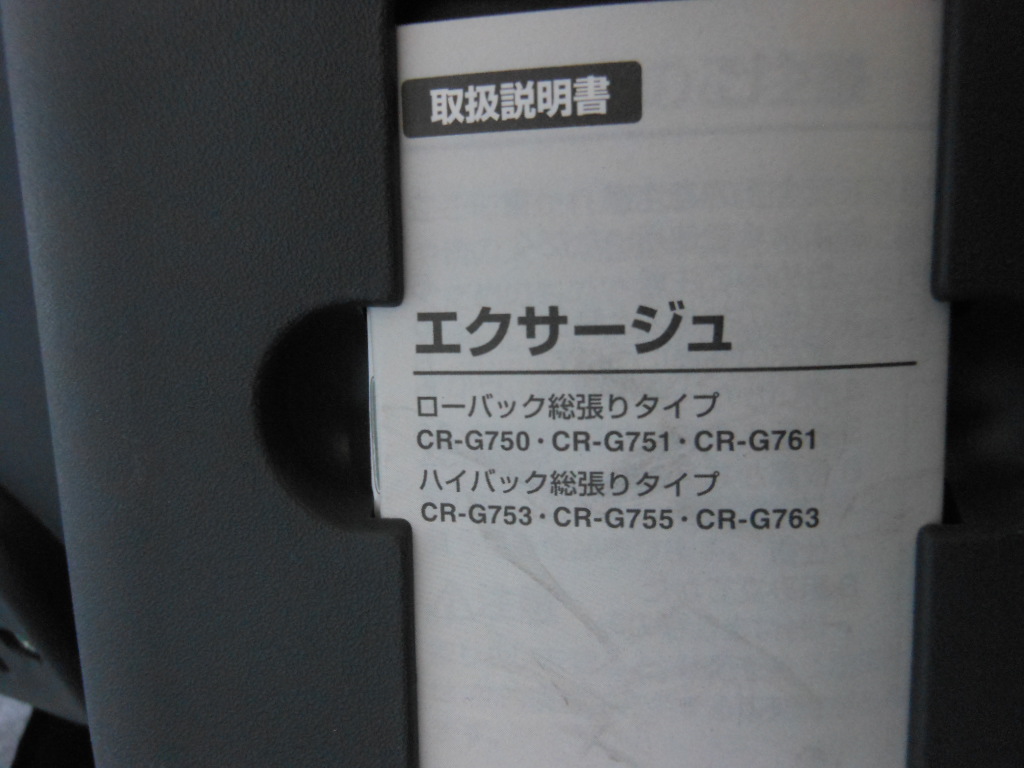 取扱説明書
エクサージュ
ローバック総張りタイプ
CR-G750・CR-G751・CR-G761
ハイバック総張りタイプ
CR-G753・CR-G755・CR-G763